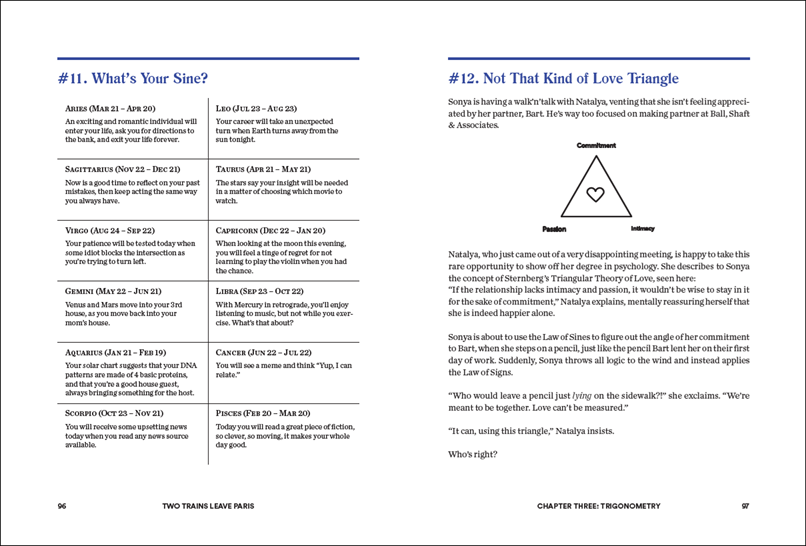 #11. What's Your Sine?
Aries (Mar 21 – Apr 20)
An exciting and romantic individual will
enter your life, ask you for directions to
the bank, and exit your life forever.
Leo (Jul 23 – Aug 23)
Your career will take an unexpected
turn when Earth turns away from the
sun tonight.
Sagittarius (Nov 22 – Dec 21)
Now is a good time to reflect on your past
mistakes, then keep acting the same way
you always have.
Taurus (Apr 21 – May 21)
The stars say your insight will be needed
in a matter of choosing which movie to
watch.
Virgo (Aug 24 – Sep 22)
Your patience will be tested today when
some idiot blocks the intersection as
you're trying to turn left.
Capricorn (Dec 22 – Jan 20)
When looking at the moon this evening,
you will feel a tinge of regret for not
learning to play the violin when you had
the chance.
Gemini (May 22 – Jun 21)
Venus and Mars move into your 3rd
house, as you move back into your
mom's house.
Libra (Sep 23 – Oct 22)
With Mercury in retrograde, you'll enjoy
listening to music, but not while you exer-
cise. What's that about?
Aquarius (Jan 21 – Feb 19)
Your solar chart suggests that your DNA
patterns are made of 4 basic proteins,
and that you're a good house guest,
always bringing something for the host.
Cancer (Jun 22 – Jul 22)
You will see a meme and think "Yup, I can
relate."
Scorpio (Oct 23 – Nov 21)
You will receive some upsetting news
today when you read any news source
available.
Pisces (Feb 20 – Mar 20)
Today you will read a great piece of fiction,
so clever, so moving, it makes your whole
day good.
96
TWO TRAINS LEAVE PARIS
#12. Not That Kind of Love Triangle
Sonya is having a walk'n'talk with Natalya, venting that she isn't feeling appreci-
ated by her partner, Bart. He's way too focused on making partner at Ball, Shaft
& Associates.
Commitment
Passion
Intimacy
Natalya, who just came out of a very disappointing meeting, is happy to take this
rare opportunity to show off her degree in psychology. She describes to Sonya
the concept of Sternberg's Triangular Theory of Love, seen here:
"If the relationship lacks intimacy and passion, it wouldn't be wise to stay in it
for the sake of commitment," Natalya explains, mentally reassuring herself that
she is indeed happier alone.
Sonya is about to use the Law of Sines to figure out the angle of her commitment
to Bart, when she steps on a pencil, just like the pencil Bart lent her on their first
day of work. Suddenly, Sonya throws all logic to the wind and instead applies
the Law of Signs.
"Who would leave a pencil just lying on the sidewalk?!" she exclaims. "We're
meant to be together. Love can't be measured."
"It can, using this triangle," Natalya insists.
Who's right?
CHAPTER THREE: TRIGONOMETRY
97